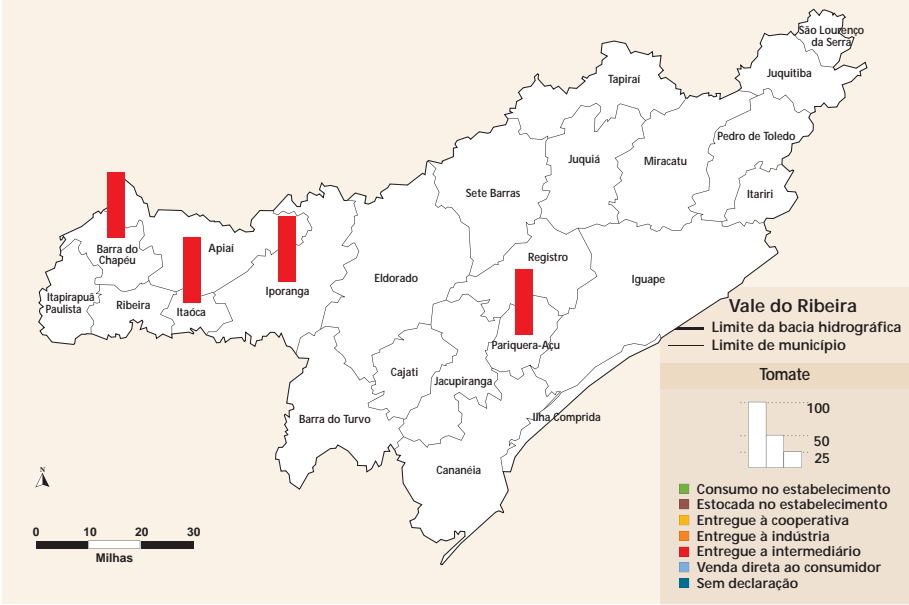 São Lourenço
da Serra
Juquitiba
Tapiraí
Pedro de Toledo
Juquiá
Miracatu
Sete Barras
Itariri
Barra do
Chapéu
Apiaí
Registro
Eldorado
Iguape
Iporanga
Itapirapuã
Paulista
Ribeira
Itaóca
Pariquera-Açu
Cajati
Jacupiranga
Barra do Turvo
Ilha Comprida
Cananéia
N
0 10 20 30
Milhas
Vale do Ribeira
Limite da bacia hidrográfica
Limite de município
Tomate
100
50
25
Consumo no estabelecimento
Estocada no estabelecimento
Entregue à cooperativa
Entregue à indústria
Entregue a intermediário
Venda direta ao consumidor
Sem declaração